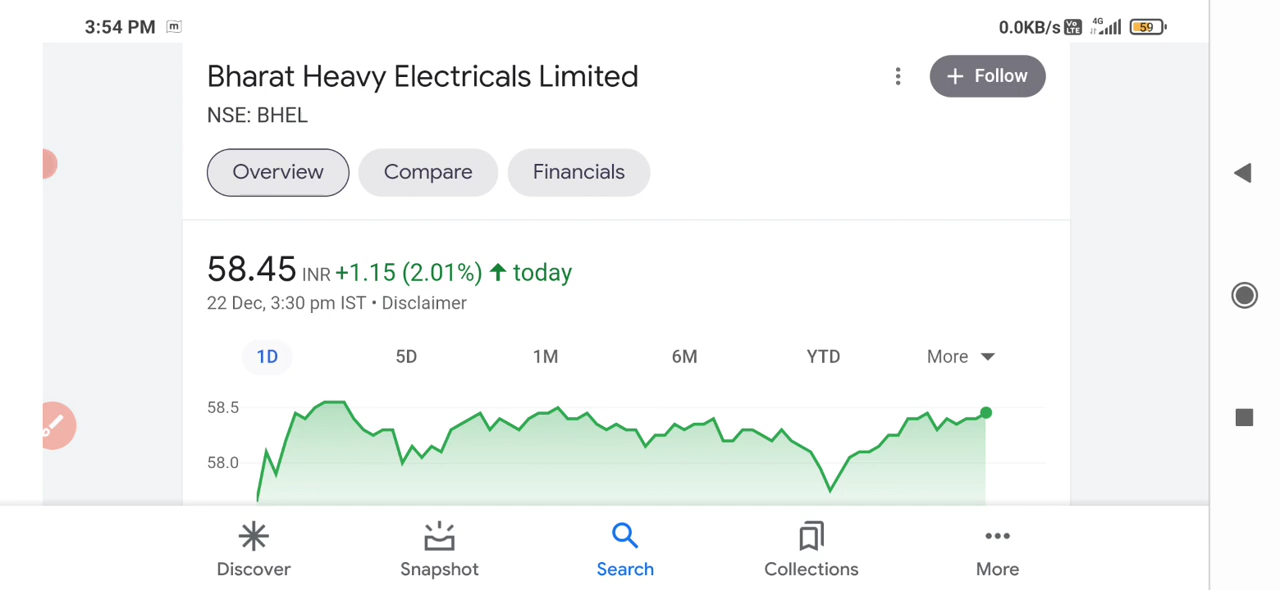 3:54 PM m 0.0KB/s Vo LTE 4G 59
Bharat Heavy Electricals Limited
+ Follow
NSE: BHEL
Overview Compare Financials
58.45 INR +1.15 (2.01%) ↑ today
22 Dec, 3:30 pm IST • Disclaimer
1D 5D 1M 6M YTD More
58.5
58.0
Discover Snapshot Search Collections More